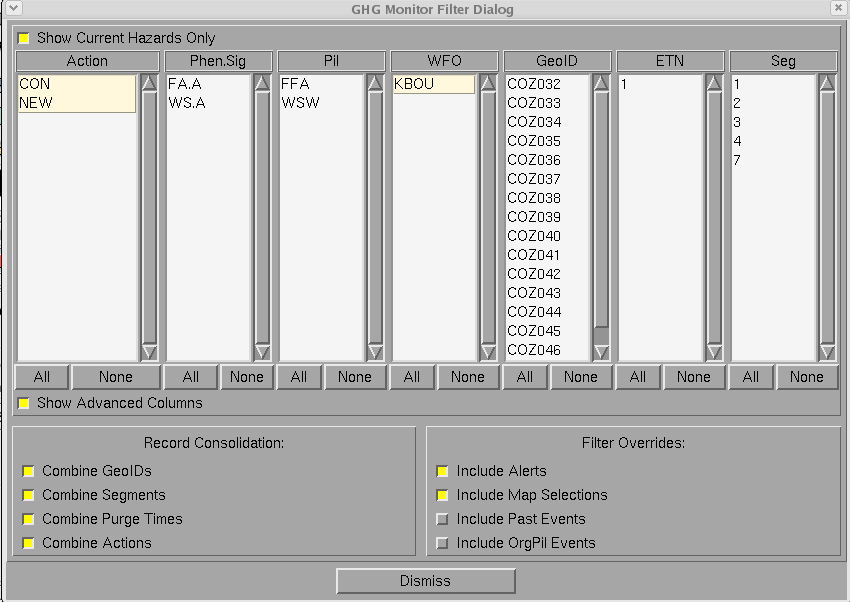 GHG Monitor Filter Dialog
Show Current Hazards Only
Action Phen.Sig Pil WFO GeoID ETN Seg
CON FA.A FFA KBOU COZ032 1 1
NEW WS.A WSW COZ033 2
COZ034 3
COZ035 4
COZ036 7
COZ037
COZ038
COZ039
COZ040
COZ041
COZ042
COZ043
COZ044
COZ045
COZ046
All None All None All None All None All None All None All None
Show Advanced Columns
Record Consolidation:
Combine GeoIDs
Combine Segments
Combine Purge Times
Combine Actions
Filter Overrides:
Include Alerts
Include Map Selections
Include Past Events
Include OrgPil Events
Dismiss